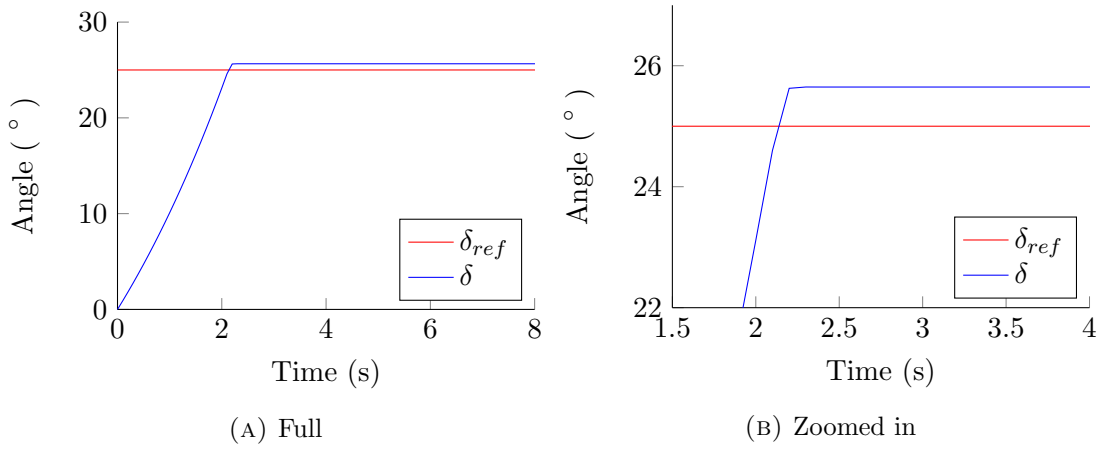 30
20
10
0
0
2
4
6
8
Angle ( ° )
Time (s)
δref
δ
(A) Full
26
24
22
1.5
2
2.5
3
3.5
4
Angle ( ° )
Time (s)
δref
δ
(B) Zoomed in